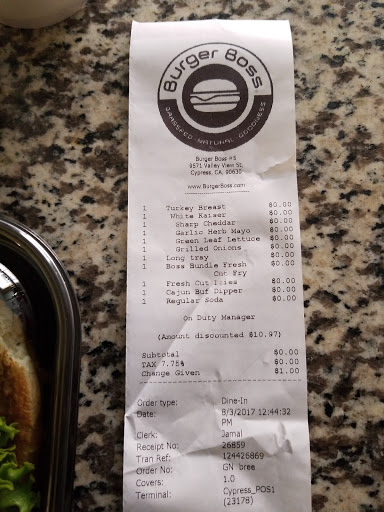 Burger Boss
GRASSFED · NATURAL · GOODNESS
Burger Boss #5
9571 Valley View St.
Cypress, CA, 90630
www.BurgerBoss.com
1 Turkey Breast $0.00
1 White Kaiser $0.00
1 Sharp Cheddar $0.00
1 Garlic Herb Mayo $0.00
1 Green Leaf Lettuce $0.00
1 Grilled Onions $0.00
1 Long tray $0.00
1 Boss Bundle Fresh $0.00
Cut Fry
1 Fresh Cut Fries $0.00
1 Cajun Buf Dipper $0.00
1 Regular Soda $0.00
On Duty Manager
(Amount discounted $10.97)
Subtotal $0.00
TAX 7.75% $0.00
Change Given $1.00
Order type: Dine-In
Date: 8/3/2017 12:44:32
PM
Clerk: Jamal
Receipt No: 26859
Tran Ref: 124426869
Order No: GN bree
Covers: 1.0
Terminal: Cypress_POS1
(23178)